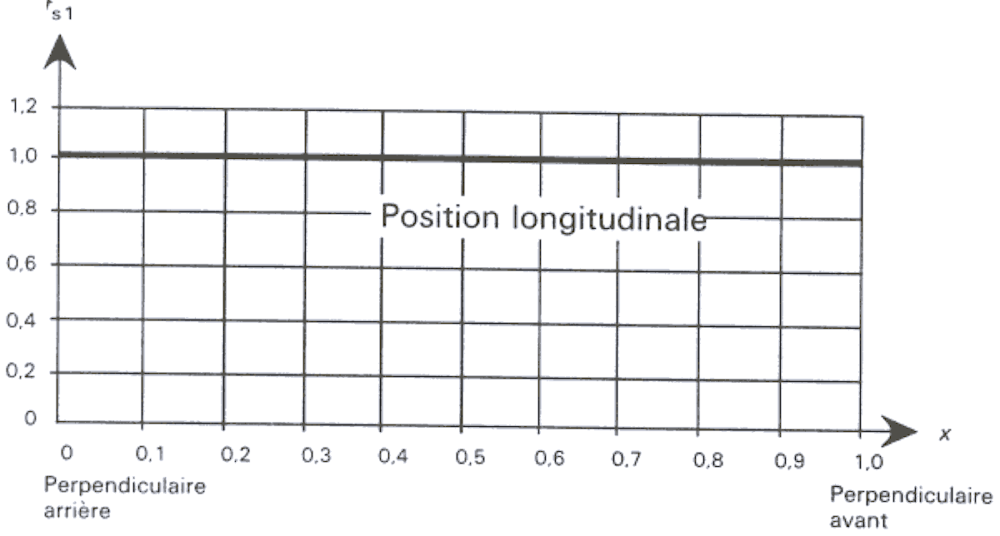 s1
1,2
1,0
0,8
Position longitudinale
0,6
0,4
0,2
0
x
0 0,1 0,2 0,3 0,4 0,5 0,6 0,7 0,8 0,9 1,0
Perpendiculaire
arrière
Perpendiculaire
avant